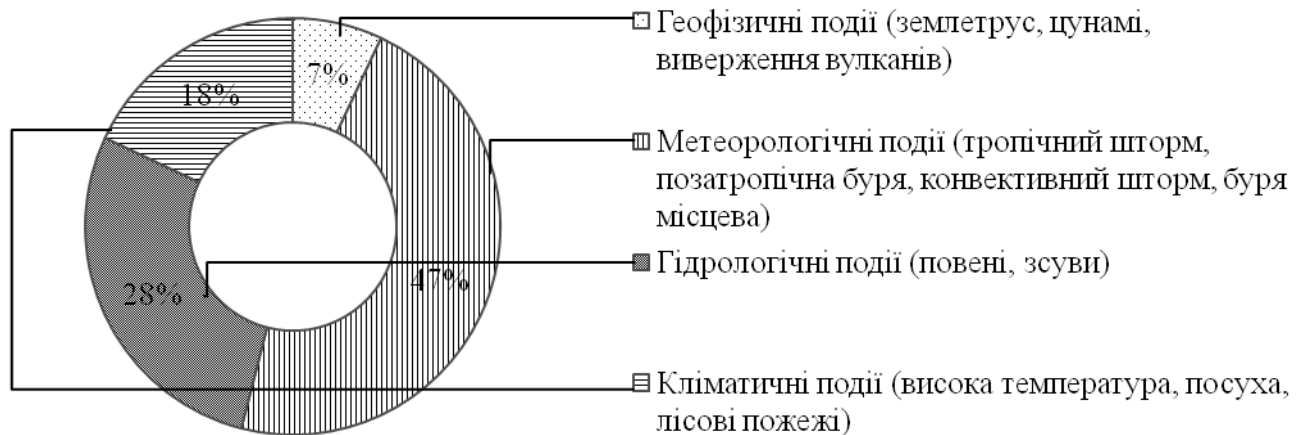 7%
18%
28%
47%
Геофізичні події (землетрус, цунамі,
виверження вулканів)
Метеорологічні події (тропічний шторм,
позатропічна буря, конвективний шторм, буря
місцева)
Гідрологічні події (повені, зсуви)
Кліматичні події (висока температура, посуха,
лісові пожежі)